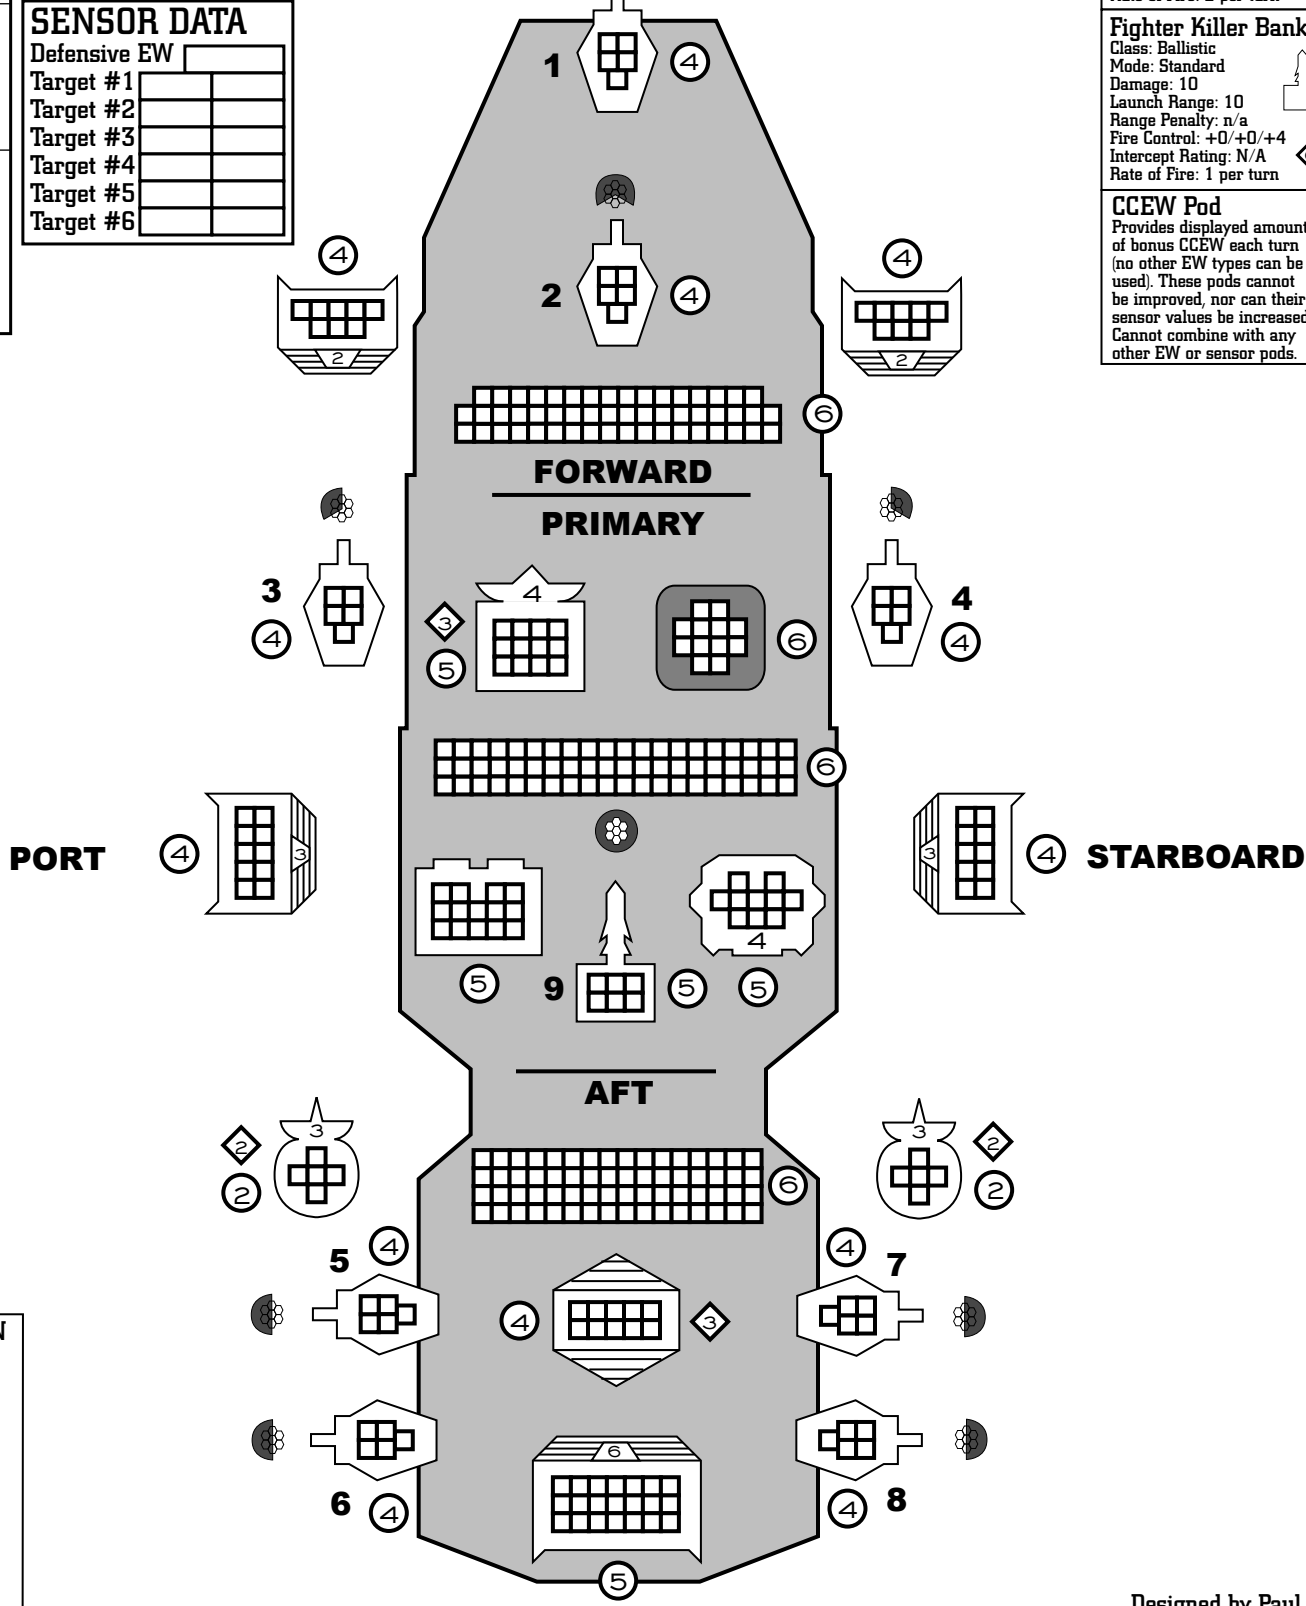 SENSOR DATA
Defensive EW
Target #1
Target #2
Target #3
Target #4
Target #5
Target #6
Fighter Killer Bank
Class: Ballistic
Mode: Standard
Damage: 10
Launch Range: 10
Range Penalty: n/a
Fire Control: +0/+0/+4
Intercept Rating: N/A
Rate of Fire: 1 per turn
CCEW Pod
Provides displayed amount
of bonus CCEW each turn
(no other EW types can be
used). These pods cannot
be improved, nor can their
sensor values be increased
Cannot combine with any
other EW or sensor pods.
1 4
4 4
2 4
2 2
6
FORWARD
PRIMARY
3 4 4
3 4
4 5 6 4
6
PORT 4 3 3 4 STARBOARD
4
5 9 5 5
AFT
2 3 3 2
2 6 2
5 4 4 7
4 3
6
6 4 4 8
5
Designed by Paul